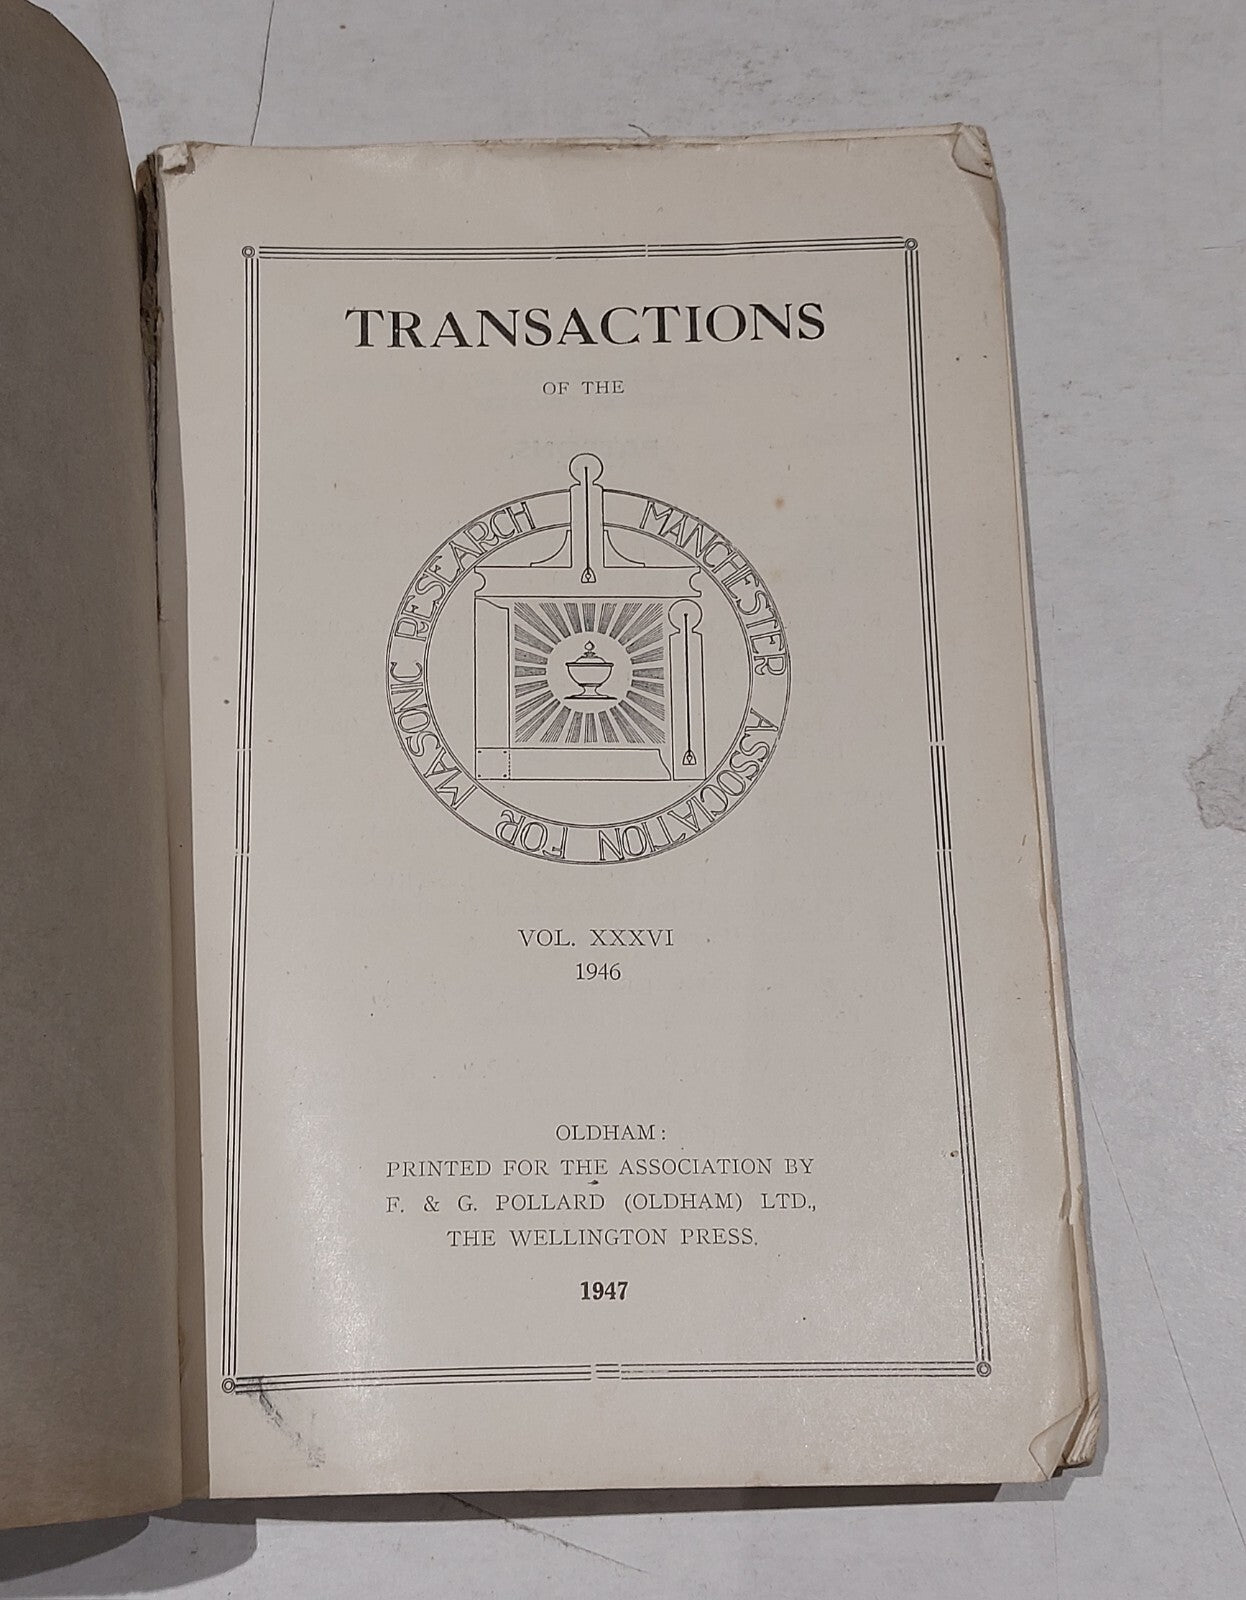 TRANSACTIONS
OF THE
MANCHESTER ASSOCIATION FOR MASONIC RESEARCH
VOL. XXXVI
1946
OLDHAM:
PRINTED FOR THE ASSOCIATION BY
F. & G. POLLARD (OLDHAM) LTD.,
THE WELLINGTON PRESS.
1947